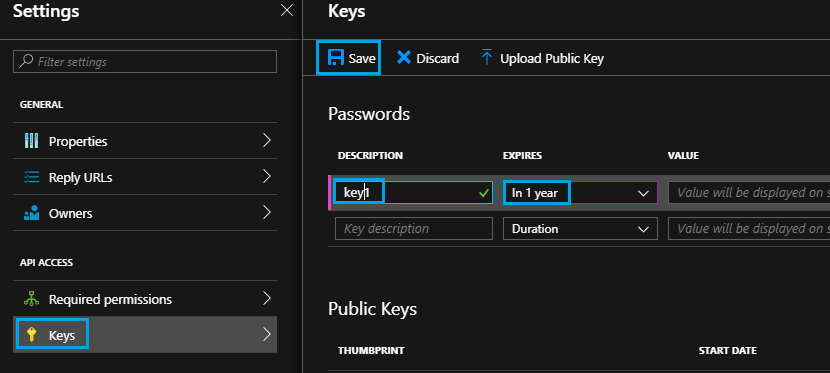 Settings
Filter settings
GENERAL
Properties
Reply URLs
Owners
API ACCESS
Required permissions
Keys
Keys
Save Discard Upload Public Key
Passwords
DESCRIPTION EXPIRES VALUE
key1 In 1 year Value will be displayed on s
Key description Duration Value will be displayed on s
Public Keys
THUMBPRINT START DATE